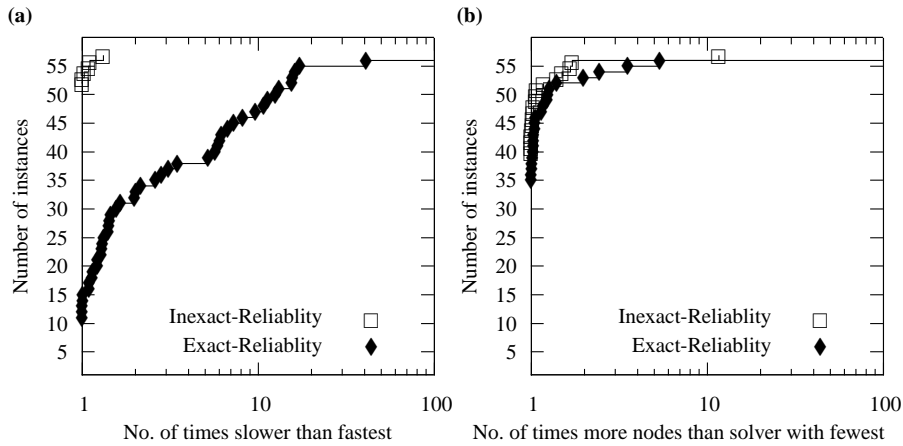 (a)
55
50
45
40
35
30
25
20
15
10
5
Number of instances
Inexact-Reliablity
Exact-Reliablity
1 10 100
No. of times slower than fastest
(b)
55
50
45
40
35
30
25
20
15
10
5
Number of instances
Inexact-Reliablity
Exact-Reliablity
1 10 100
No. of times more nodes than solver with fewest